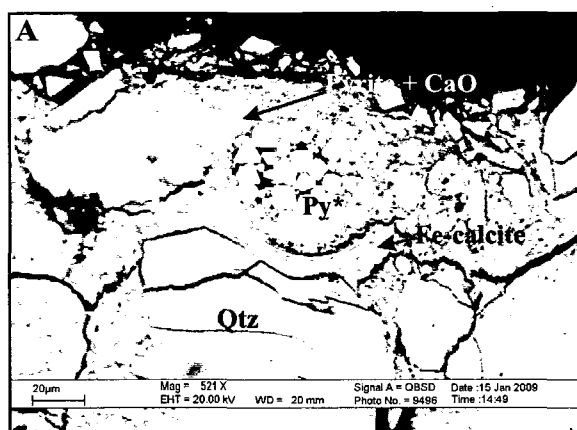 A
Pyrite + CaO
Py*
Fe-calcite
Qtz
20µm
Mag = 521 X
EHT = 20.00 kV WD = 20 mm
Signal A = QBSD Date :15 Jan 2009
Photo No. = 9496 Time :14:49